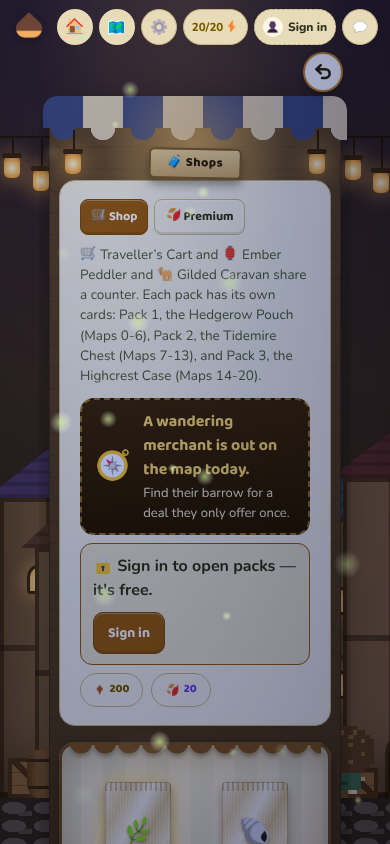 20/20
Sign in
Shops
Shop
Premium
Traveller's Cart and Ember
Peddler and Gilded Caravan share
a counter. Each pack has its own
cards: Pack 1, the Hedgerow Pouch
(Maps 0-6), Pack 2, the Tidemire
Chest (Maps 7-13), and Pack 3, the
Highcrest Case (Maps 14-20).
A wandering
merchant is out on
the map today.
Find their barrow for a
deal they only offer once.
Sign in to open packs —
it's free.
Sign in
200
20